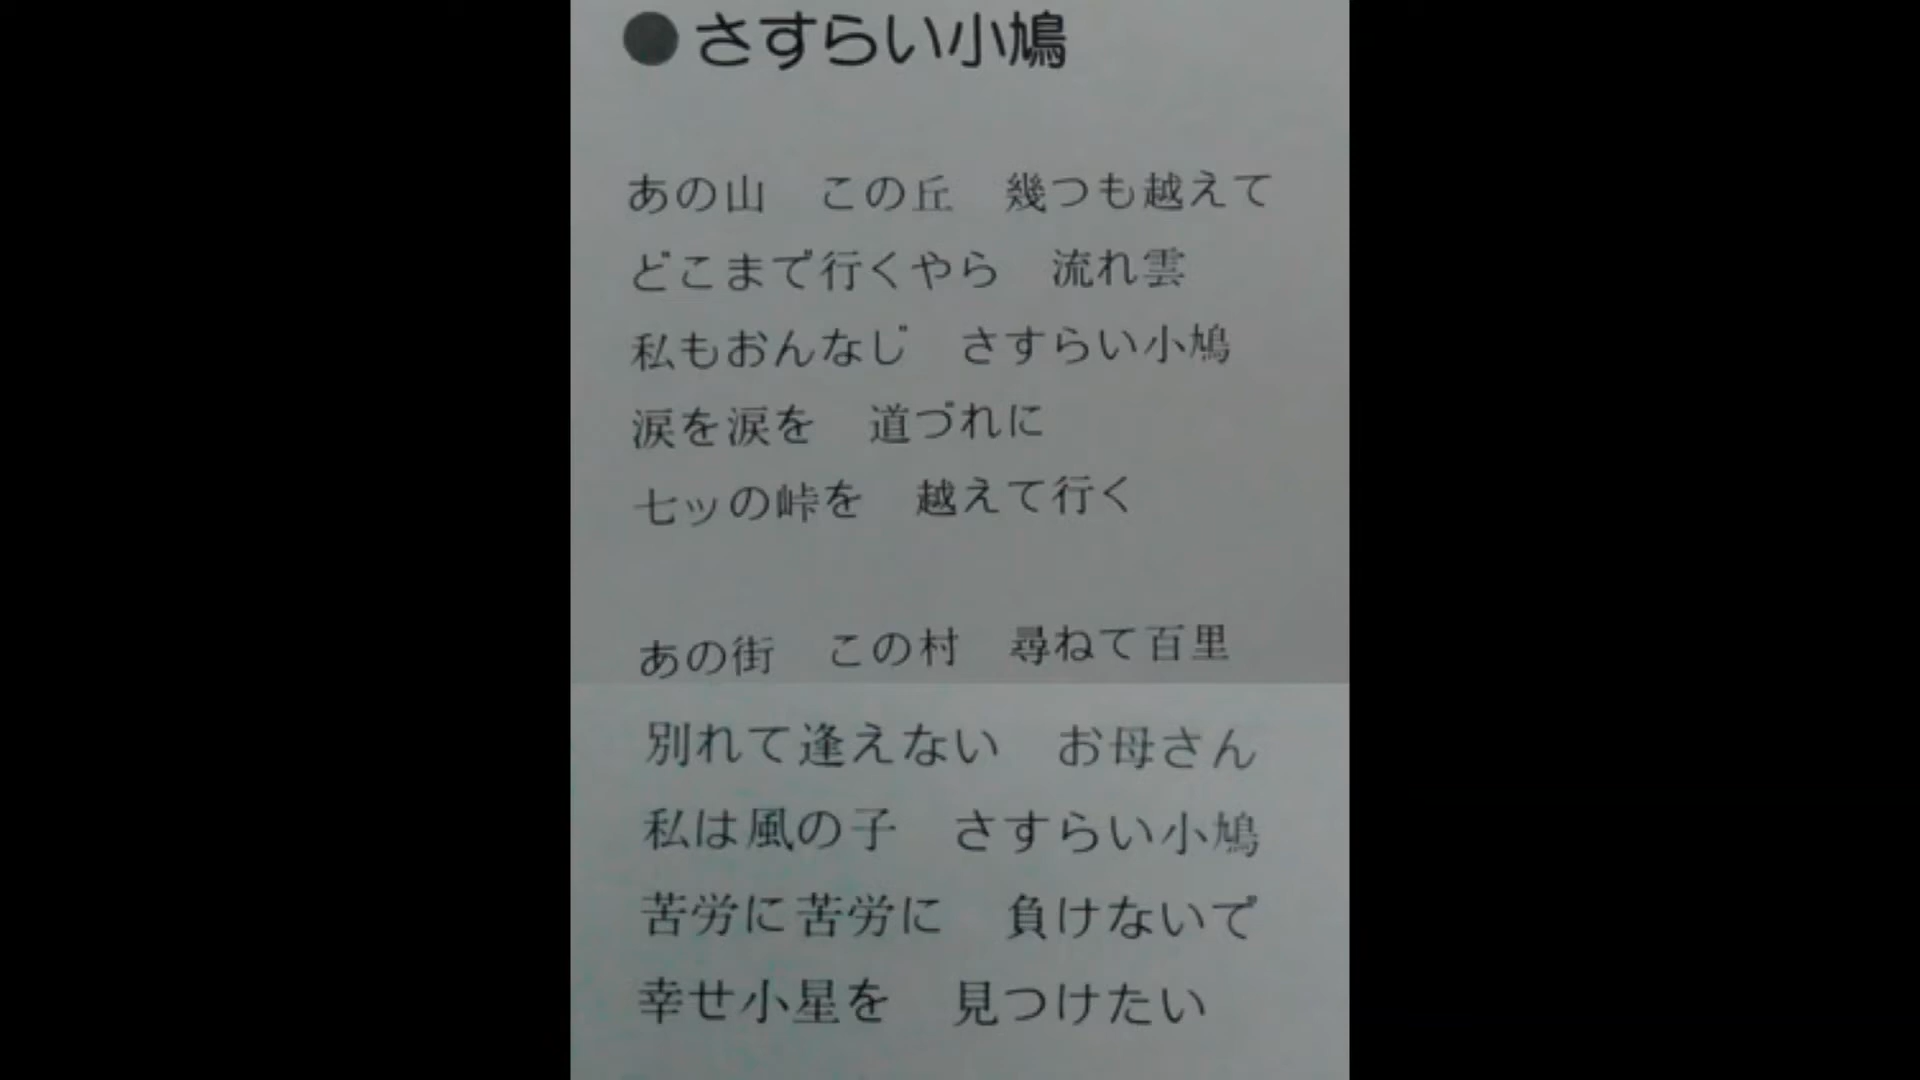 ●さすらい小鳩
あの山　この丘　幾つも越えて
どこまで行くやら　流れ雲
私もおんなじ　さすらい小鳩
涙を涙を　道づれに
七ッの峠を　越えて行く
あの街　この村　尋ねて百里
別れて逢えない　お母さん
私は風の子　さすらい小鳩
苦労に苦労に　負けないで
幸せ小星を　見つけたい